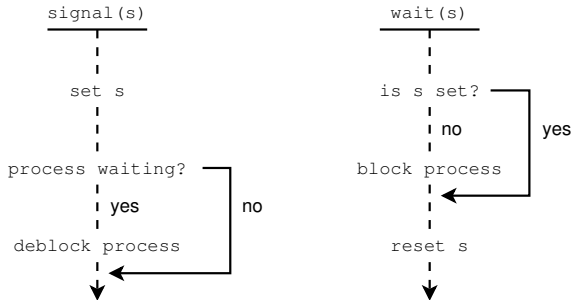 signal(s)
set s
process waiting?
yes
no
deblock process
wait(s)
is s set?
no
yes
block process
reset s